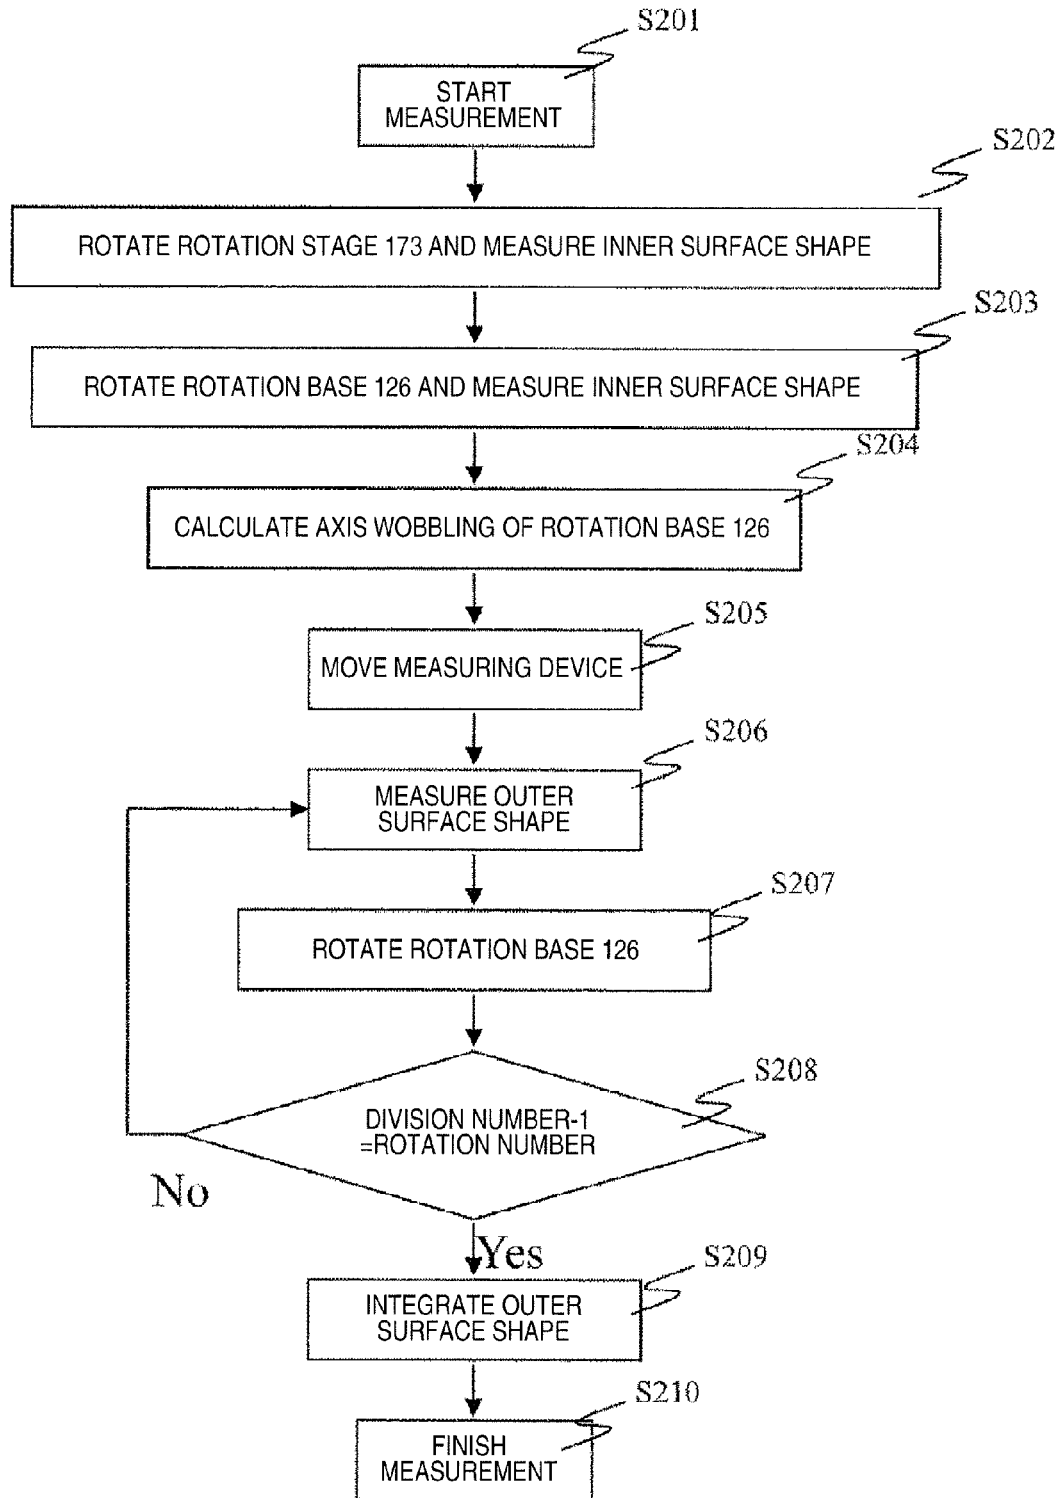 S201
START
MEASUREMENT
S202
ROTATE ROTATION STAGE 173 AND MEASURE INNER SURFACE SHAPE
S203
ROTATE ROTATION BASE 126 AND MEASURE INNER SURFACE SHAPE
S204
CALCULATE AXIS WOBBLING OF ROTATION BASE 126
S205
MOVE MEASURING DEVICE
S206
MEASURE OUTER
SURFACE SHAPE
S207
ROTATE ROTATION BASE 126
S208
DIVISION NUMBER-1
=ROTATION NUMBER
No
Yes
S209
INTEGRATE OUTER
SURFACE SHAPE
S210
FINISH
MEASUREMENT